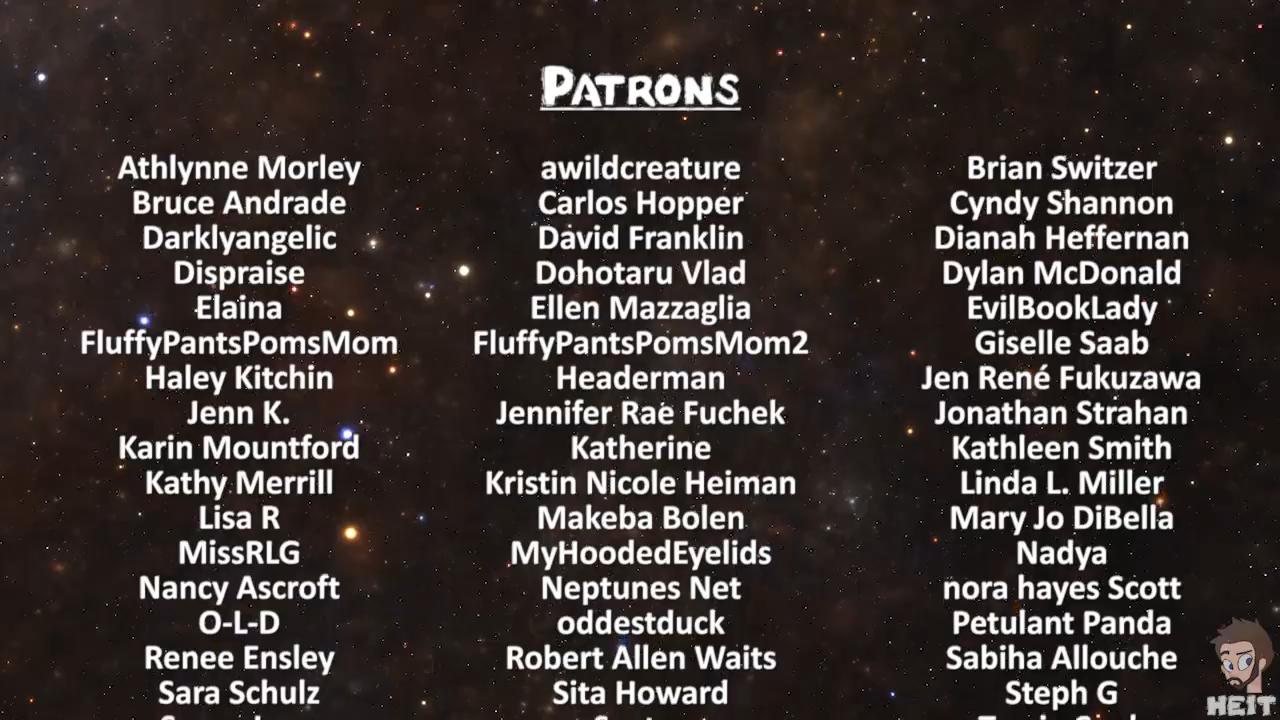 PATRONS
Athlynne Morley awildcreature Brian Switzer
Bruce Andrade Carlos Hopper Cyndy Shannon
Darklyangelic David Franklin Dianah Heffernan
Dispraise Dohotaru Vlad Dylan McDonald
Elaina Ellen Mazzaglia EvilBookLady
FluffyPantsPomsMom FluffyPantsPomsMom2 Giselle Saab
Haley Kitchin Headerman Jen René Fukuzawa
Jenn K. Jennifer Rae Fuchek Jonathan Strahan
Karin Mountford Katherine Kathleen Smith
Kathy Merrill Kristin Nicole Heiman Linda L. Miller
Lisa R Makeba Bolen Mary Jo DiBella
MissRLG MyHoodedEyelids Nadya
Nancy Ascroft Neptunes Net nora hayes Scott
O-L-D oddestduck Petulant Panda
Renee Ensley Robert Allen Waits Sabiha Allouche
Sara Schulz Sita Howard Steph G
HEIT